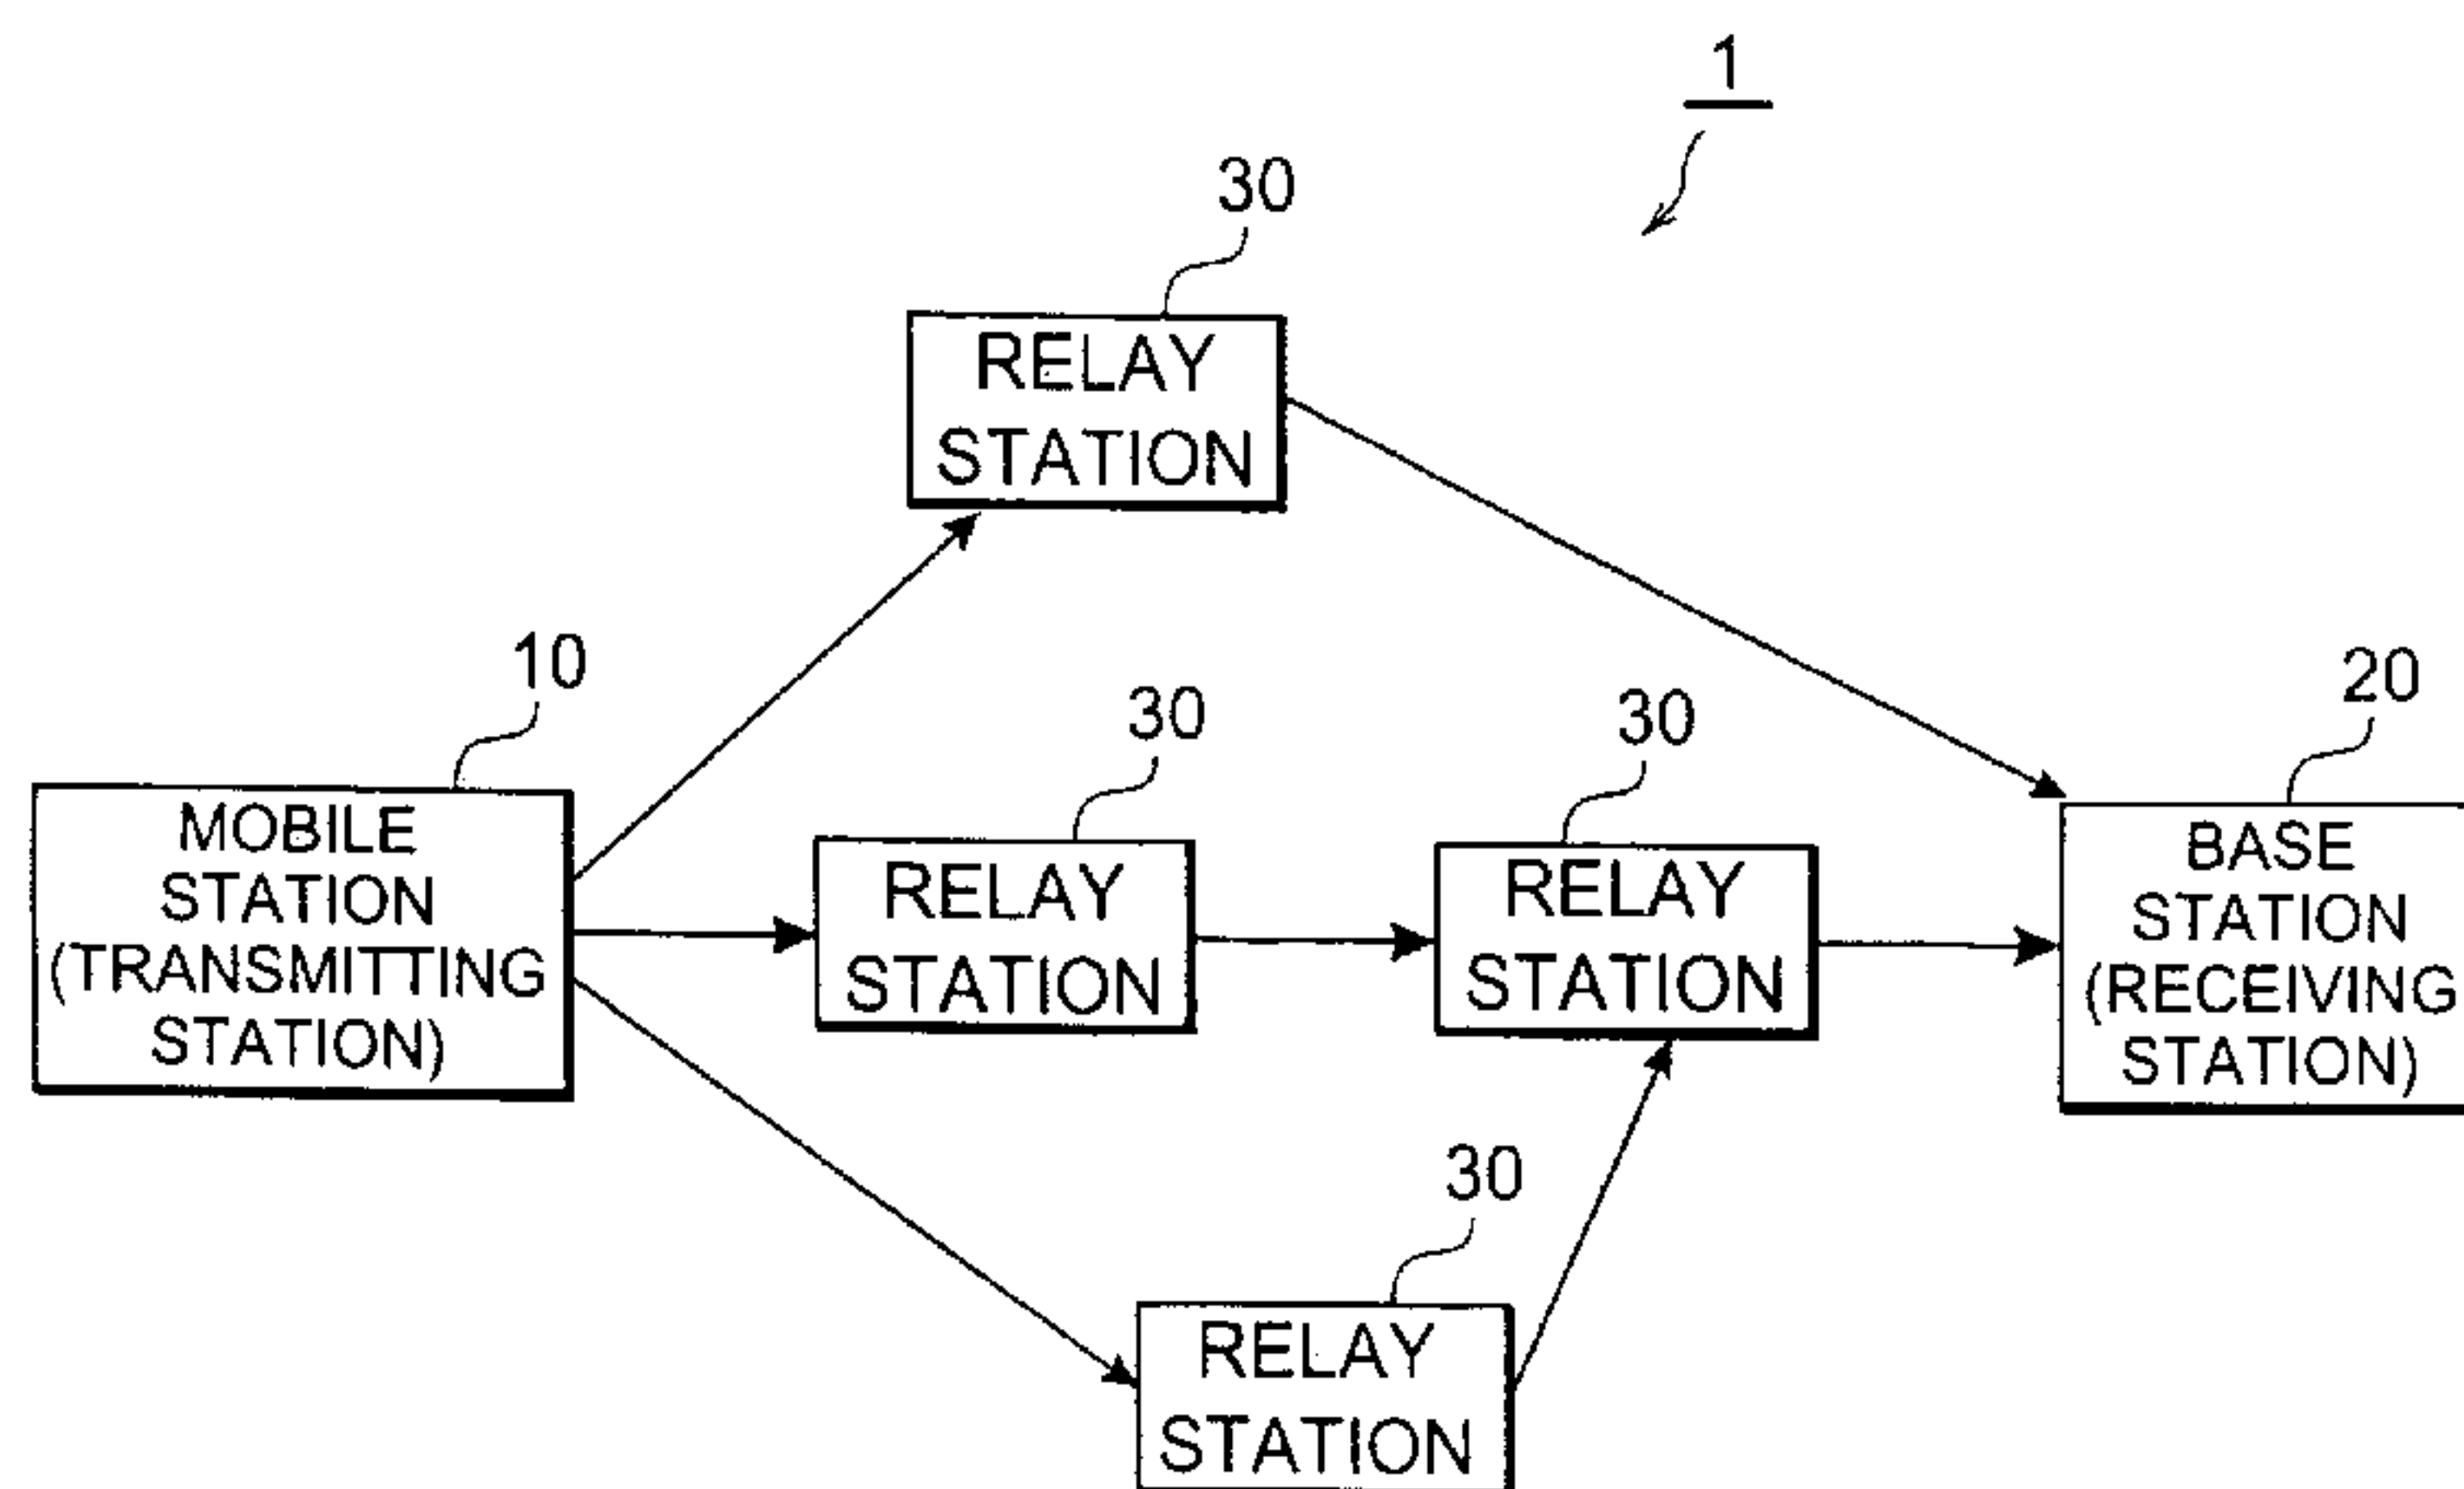 1
30
RELAY
STATION
10
MOBILE
STATION
(TRANSMITTING
STATION)
30
RELAY
STATION
30
RELAY
STATION
20
BASE
STATION
(RECEIVING
STATION)
30
RELAY
STATION